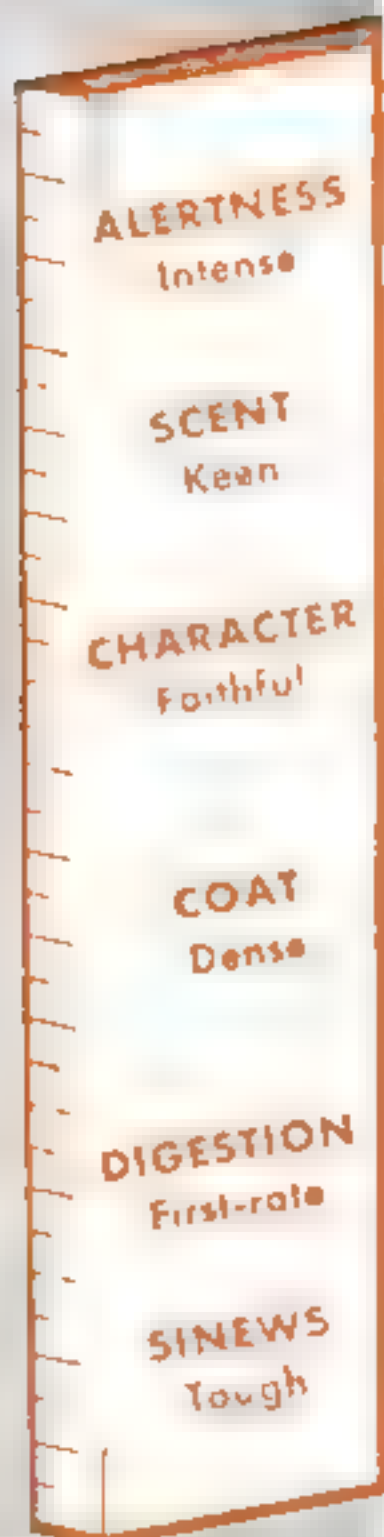 ALERTNESS
Intense
SCENT
Keen
CHARACTER
Faithful
COAT
Dense
DIGESTION
First-rate
SINEWS
Tough